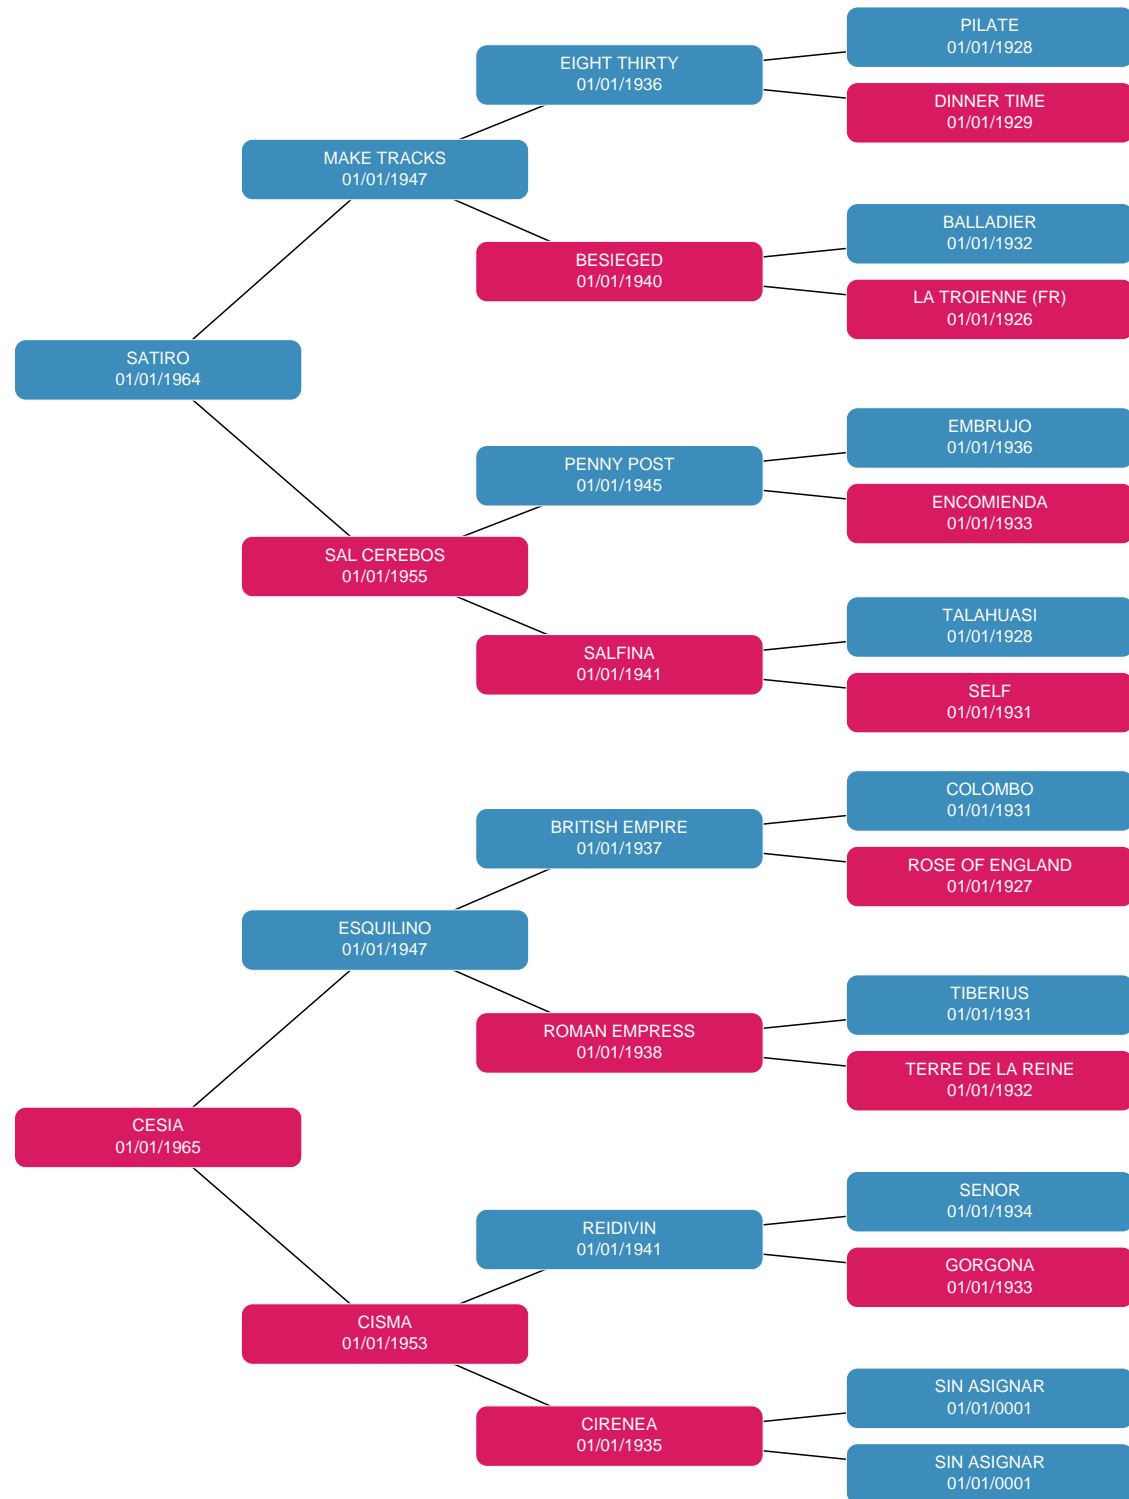 PILATE
01/01/1928
EIGHT THIRTY
01/01/1936
DINNER TIME
01/01/1929
MAKE TRACKS
01/01/1947
BALLADIER
01/01/1932
BESIEGED
01/01/1940
LA TROIENNE (FR)
01/01/1926
SATIRO
01/01/1964
EMBRUJO
01/01/1936
PENNY POST
01/01/1945
ENCOMIENDA
01/01/1933
SAL CEREBOS
01/01/1955
TALAHUASI
01/01/1928
SALFINA
01/01/1941
SELF
01/01/1931
COLOMBO
01/01/1931
BRITISH EMPIRE
01/01/1937
ROSE OF ENGLAND
01/01/1927
ESQUILINO
01/01/1947
TIBERIUS
01/01/1931
ROMAN EMPRESS
01/01/1938
TERRE DE LA REINE
01/01/1932
CESIA
01/01/1965
SENOR
01/01/1934
REIDIVIN
01/01/1941
GORGONA
01/01/1933
CISMA
01/01/1953
SIN ASIGNAR
01/01/0001
CIRENEA
01/01/1935
SIN ASIGNAR
01/01/0001